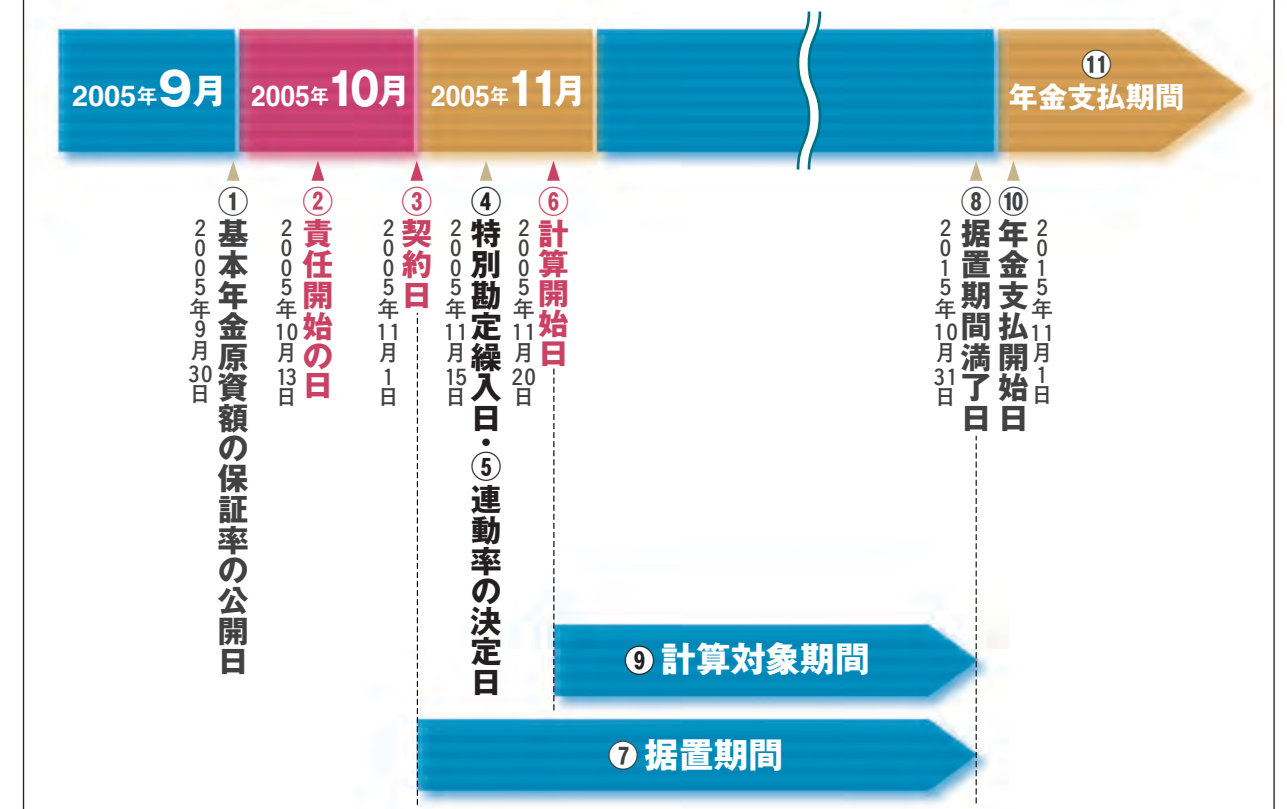 2005年9月
2005年10月
2005年11月
⑪
年金支払期間
①基本年金原資額の保証率の公開日
2005年9月30日
②責任開始の日
2005年10月13日
③契約日
2005年11月1日
④特別勘定繰入日・⑤連動率の決定日
2005年11月15日
⑥計算開始日
2005年11月20日
⑧据置期間満了日
2015年10月31日
⑩年金支払開始日
2015年11月1日
⑨計算対象期間
⑦据置期間